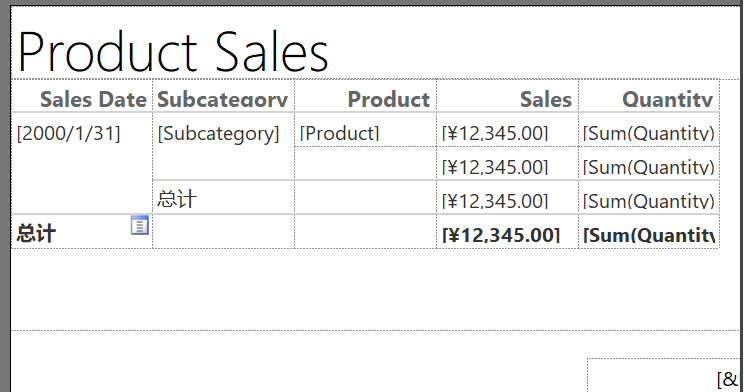 Product Sales
Sales Date Subcategory Product Sales Quantity
[2000/1/31] [Subcategory] [Product] [¥12,345.00] [Sum(Quantity)
[¥12,345.00] [Sum(Quantity)
总计 [¥12,345.00] [Sum(Quantity)
总计 [¥12,345.00] [Sum(Quantity
[&